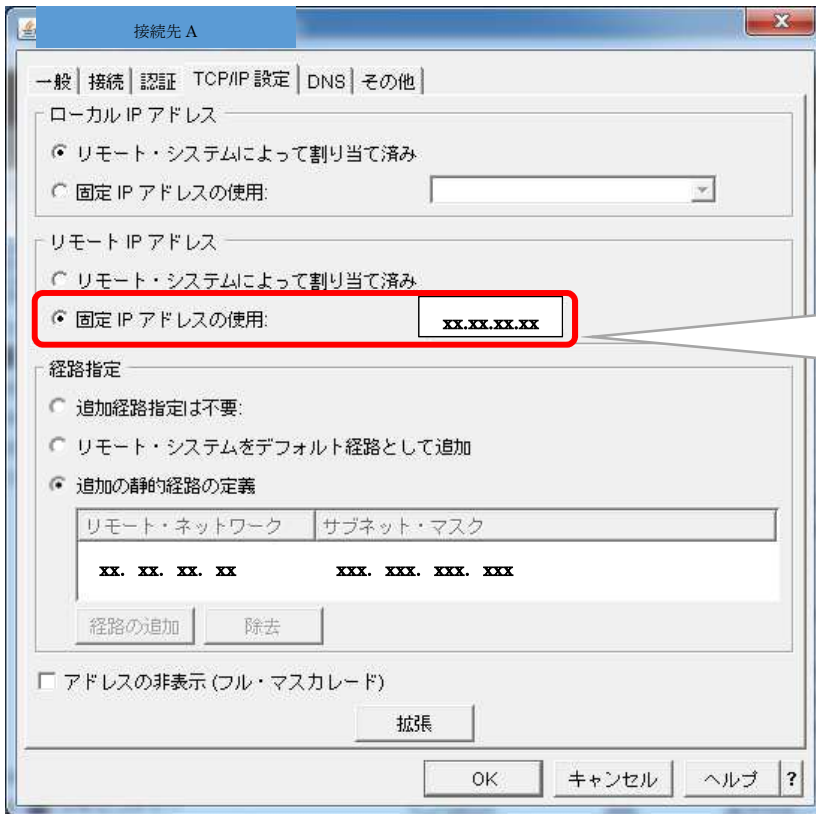 接続先 A
一般 接続 認証 TCP/IP 設定 DNS その他
ローカル IP アドレス
リモート・システムによって割り当て済み
固定 IP アドレスの使用:
リモート IP アドレス
リモート・システムによって割り当て済み
固定 IP アドレスの使用: xx.xx.xx.xx
経路指定
追加経路指定は不要:
リモート・システムをデフォルト経路として追加
追加の静的経路の定義
リモート・ネットワーク サブネット・マスク
xx. xx. xx. xx xxx. xxx. xxx. xxx
経路の追加 除去
アドレスの非表示 (フル・マスカレード)
拡張
OK キャンセル ヘルプ ?